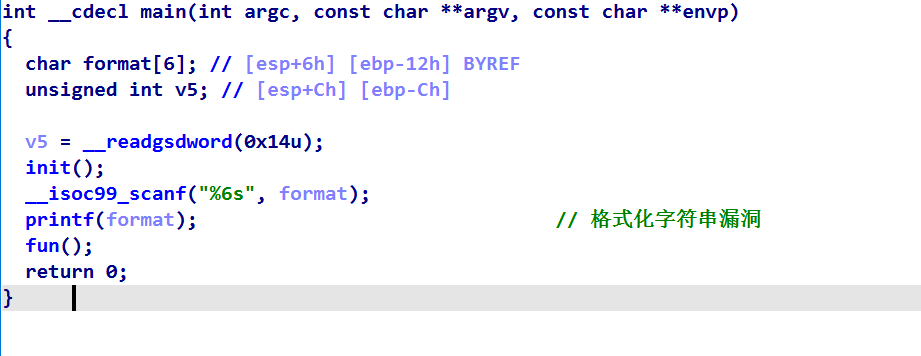 int __cdecl main(int argc, const char **argv, const char **envp)
{
  char format[6]; // [esp+6h] [ebp-12h] BYREF
  unsigned int v5; // [esp+Ch] [ebp-Ch]

  v5 = __readgsdword(0x14u);
  init();
  __isoc99_scanf("%6s", format);
  printf(format);                              // 格式化字符串漏洞
  fun();
  return 0;
}